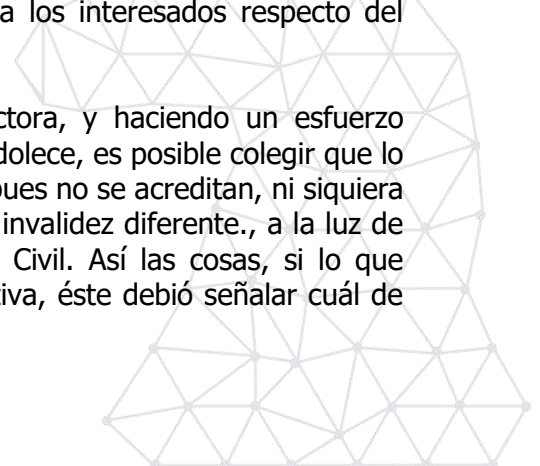 a los interesados respecto del
ctora, y haciendo un esfuerzo
dolece, es posible colegir que lo
pues no se acreditan, ni siquiera
invalidez diferente., a la luz de
Civil. Así las cosas, si lo que
tiva, éste debió señalar cuál de